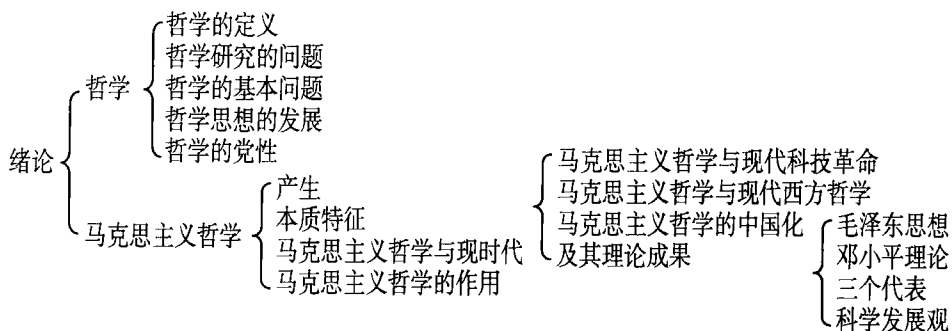 绪论
哲学
哲学的定义
哲学研究的问题
哲学的基本问题
哲学思想的发展
哲学的党性
马克思主义哲学
产生
本质特征
马克思主义哲学与现时代
马克思主义哲学的作用
马克思主义哲学与现代科技革命
马克思主义哲学与现代西方哲学
马克思主义哲学的中国化
及其理论成果
毛泽东思想
邓小平理论
三个代表
科学发展观